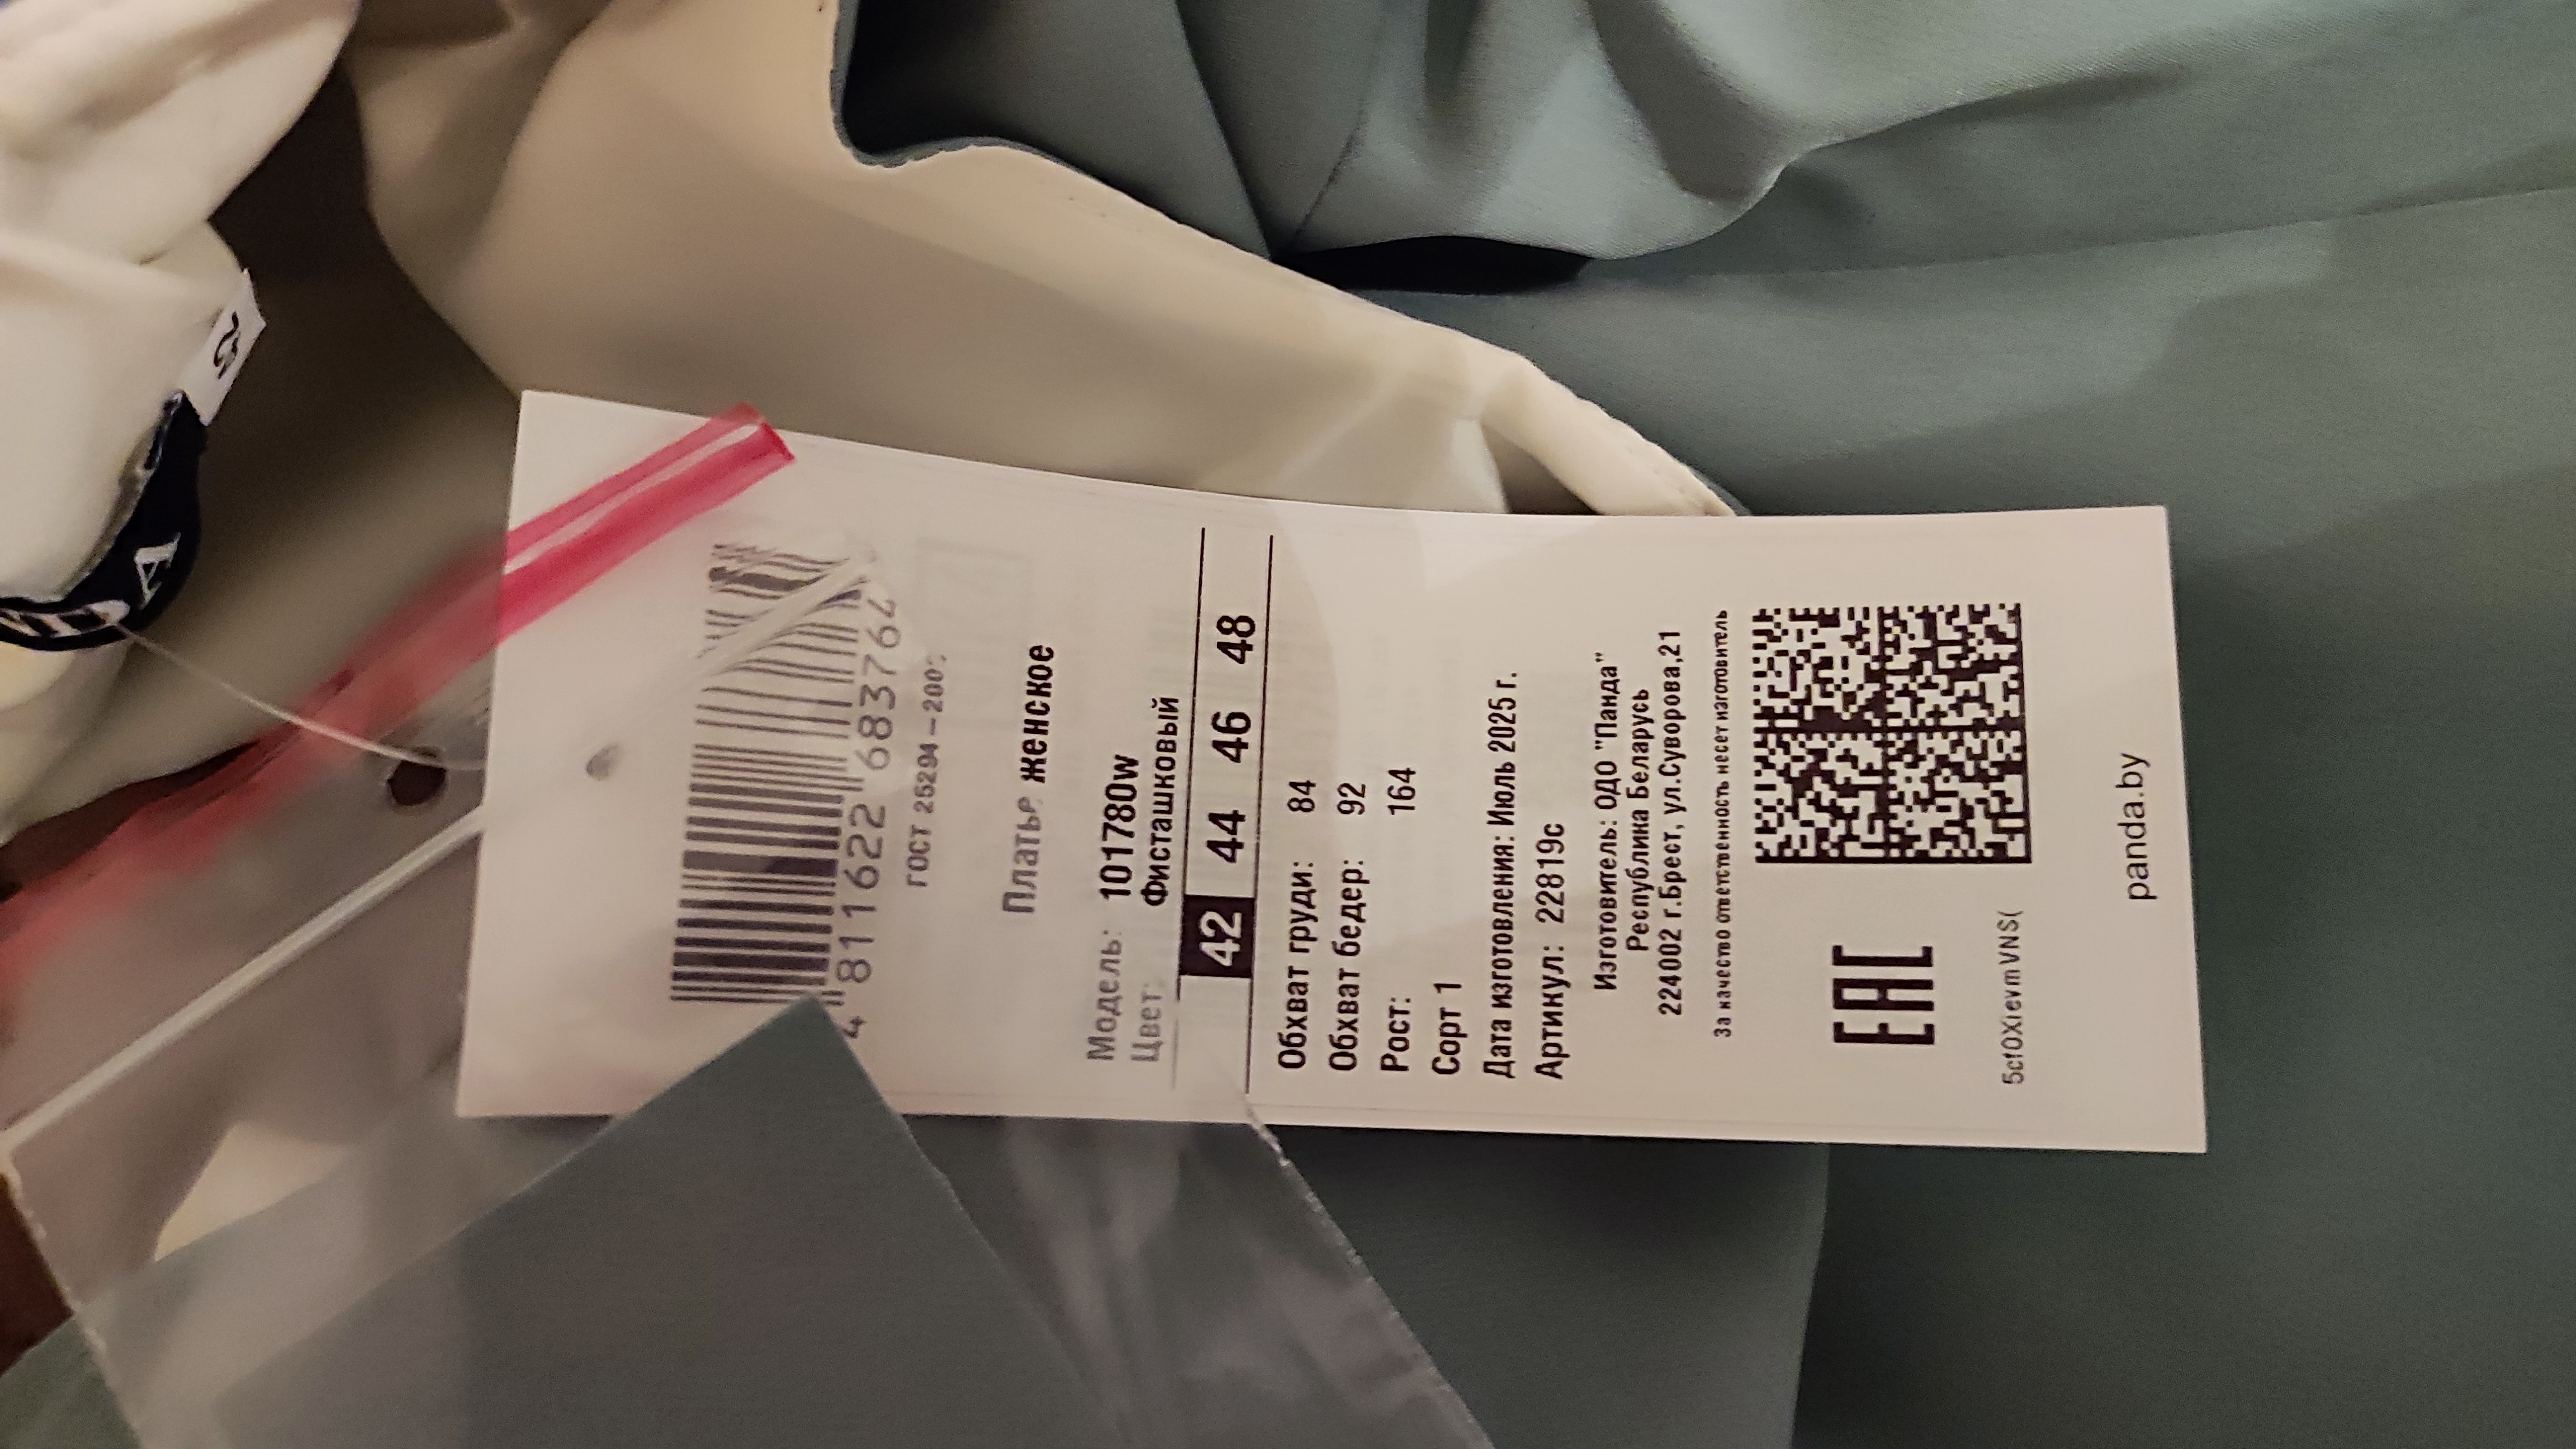 42
4 811622 683764
ГОСТ 25294-200
Платье женское
Модель: 101780w
Цвет: Фисташковый
42 44 46 48
Обхват груди: 84
Обхват бедер: 92
Рост: 164
Сорт 1
Дата изготовления: Июль 2025 г.
Артикул: 22819с
Изготовитель: ОДО "Панда"
Республика Беларусь
224002 г.Брест, ул.Суворова,21
За качество ответственность несет изготовитель
EAC
panda.by